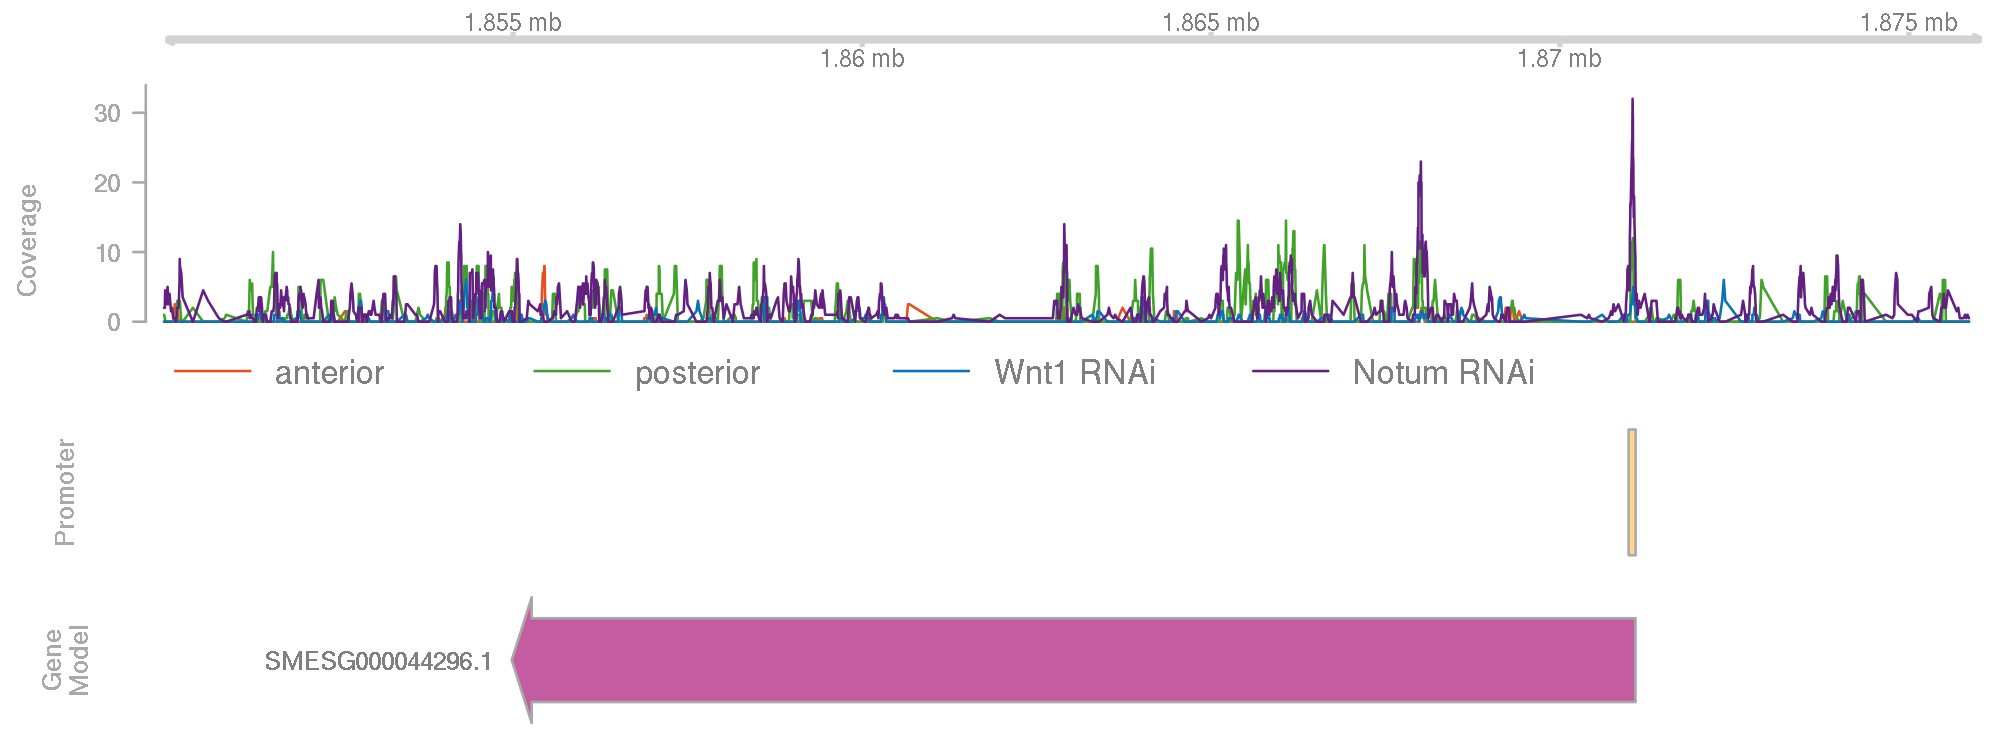 1.855 mb
1.865 mb
1.875 mb
1.86 mb
1.87 mb
Coverage
30
20
10
0
anterior
posterior
Wnt1 RNAi
Notum RNAi
Promoter
Gene
Model
SMESG000044296.1